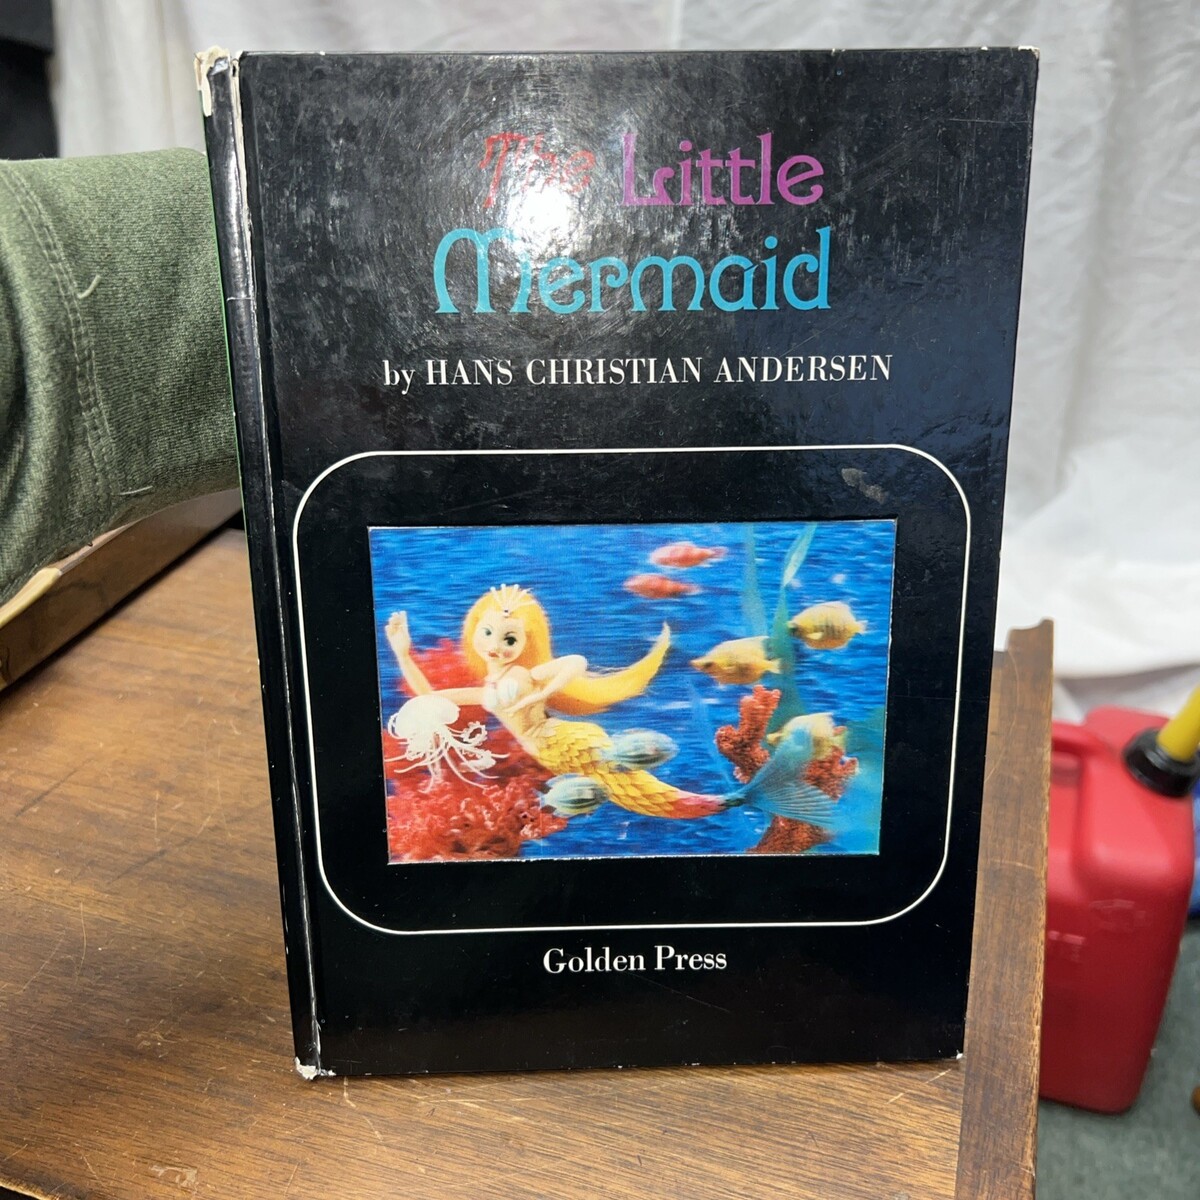 The Little
Mermaid
by HANS CHRISTIAN ANDERSEN
Golden Press